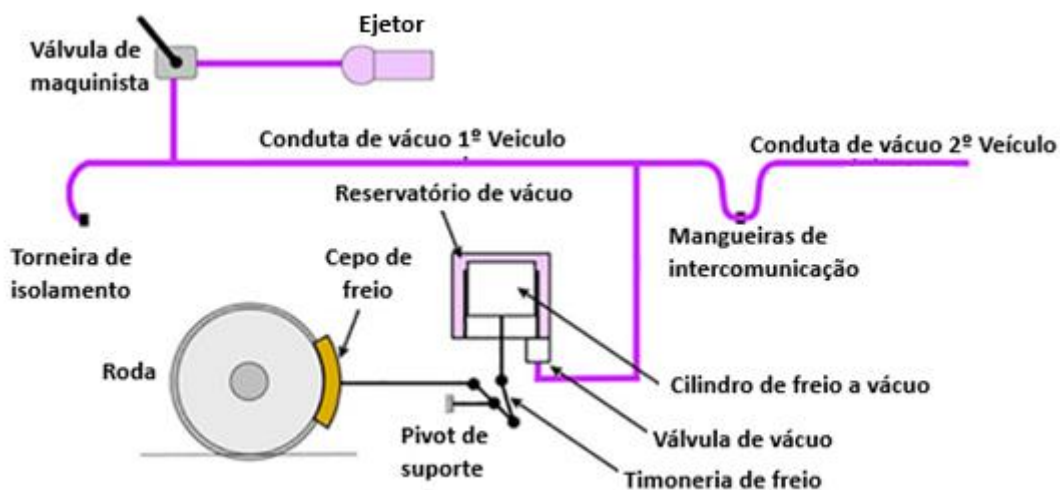 Ejetor
Válvula de
maquinista
Conduta de vácuo 1º Veiculo
Conduta de vácuo 2º Veículo
Reservatório de vácuo
Mangueiras de
intercomunicação
Torneira de
isolamento
Cepo de
freio
Roda
Cilindro de freio a vácuo
Pivot de
suporte
Válvula de vácuo
Timoneria de freio